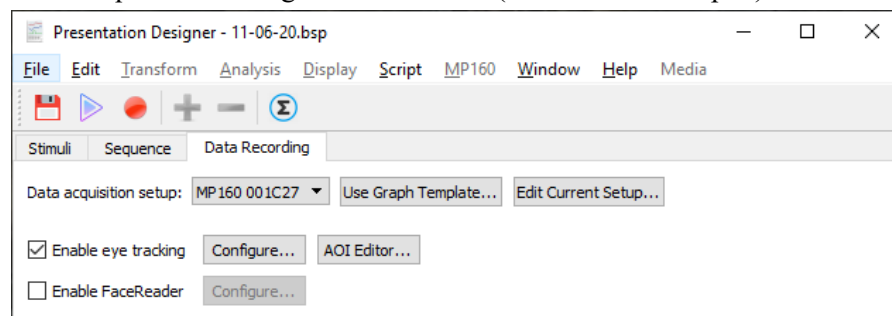 Presentation Designer - 11-06-20.bsp
File Edit Transform Analysis Display Script MP160 Window Help Media
Σ
Stimuli Sequence Data Recording
Data acquisition setup: MP160 001C27 Use Graph Template... Edit Current Setup...
Enable eye tracking Configure... AOI Editor...
Enable FaceReader Configure...